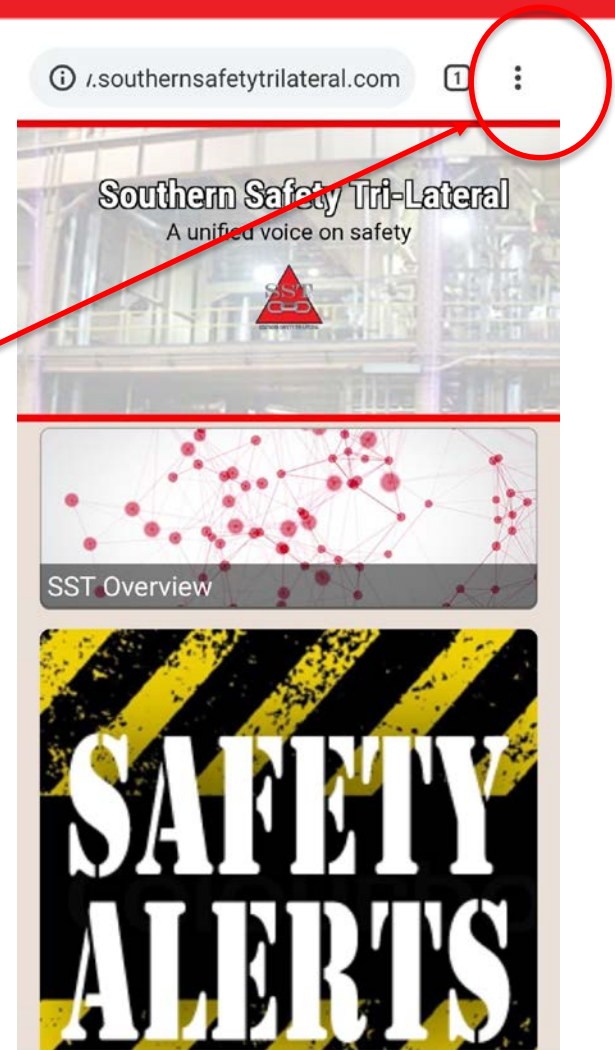 /.southernsafetytrilateral.com 1
Southern Safety Tri-Lateral
A unified voice on safety
SST
SST Overview
SAFETY
ALERTS